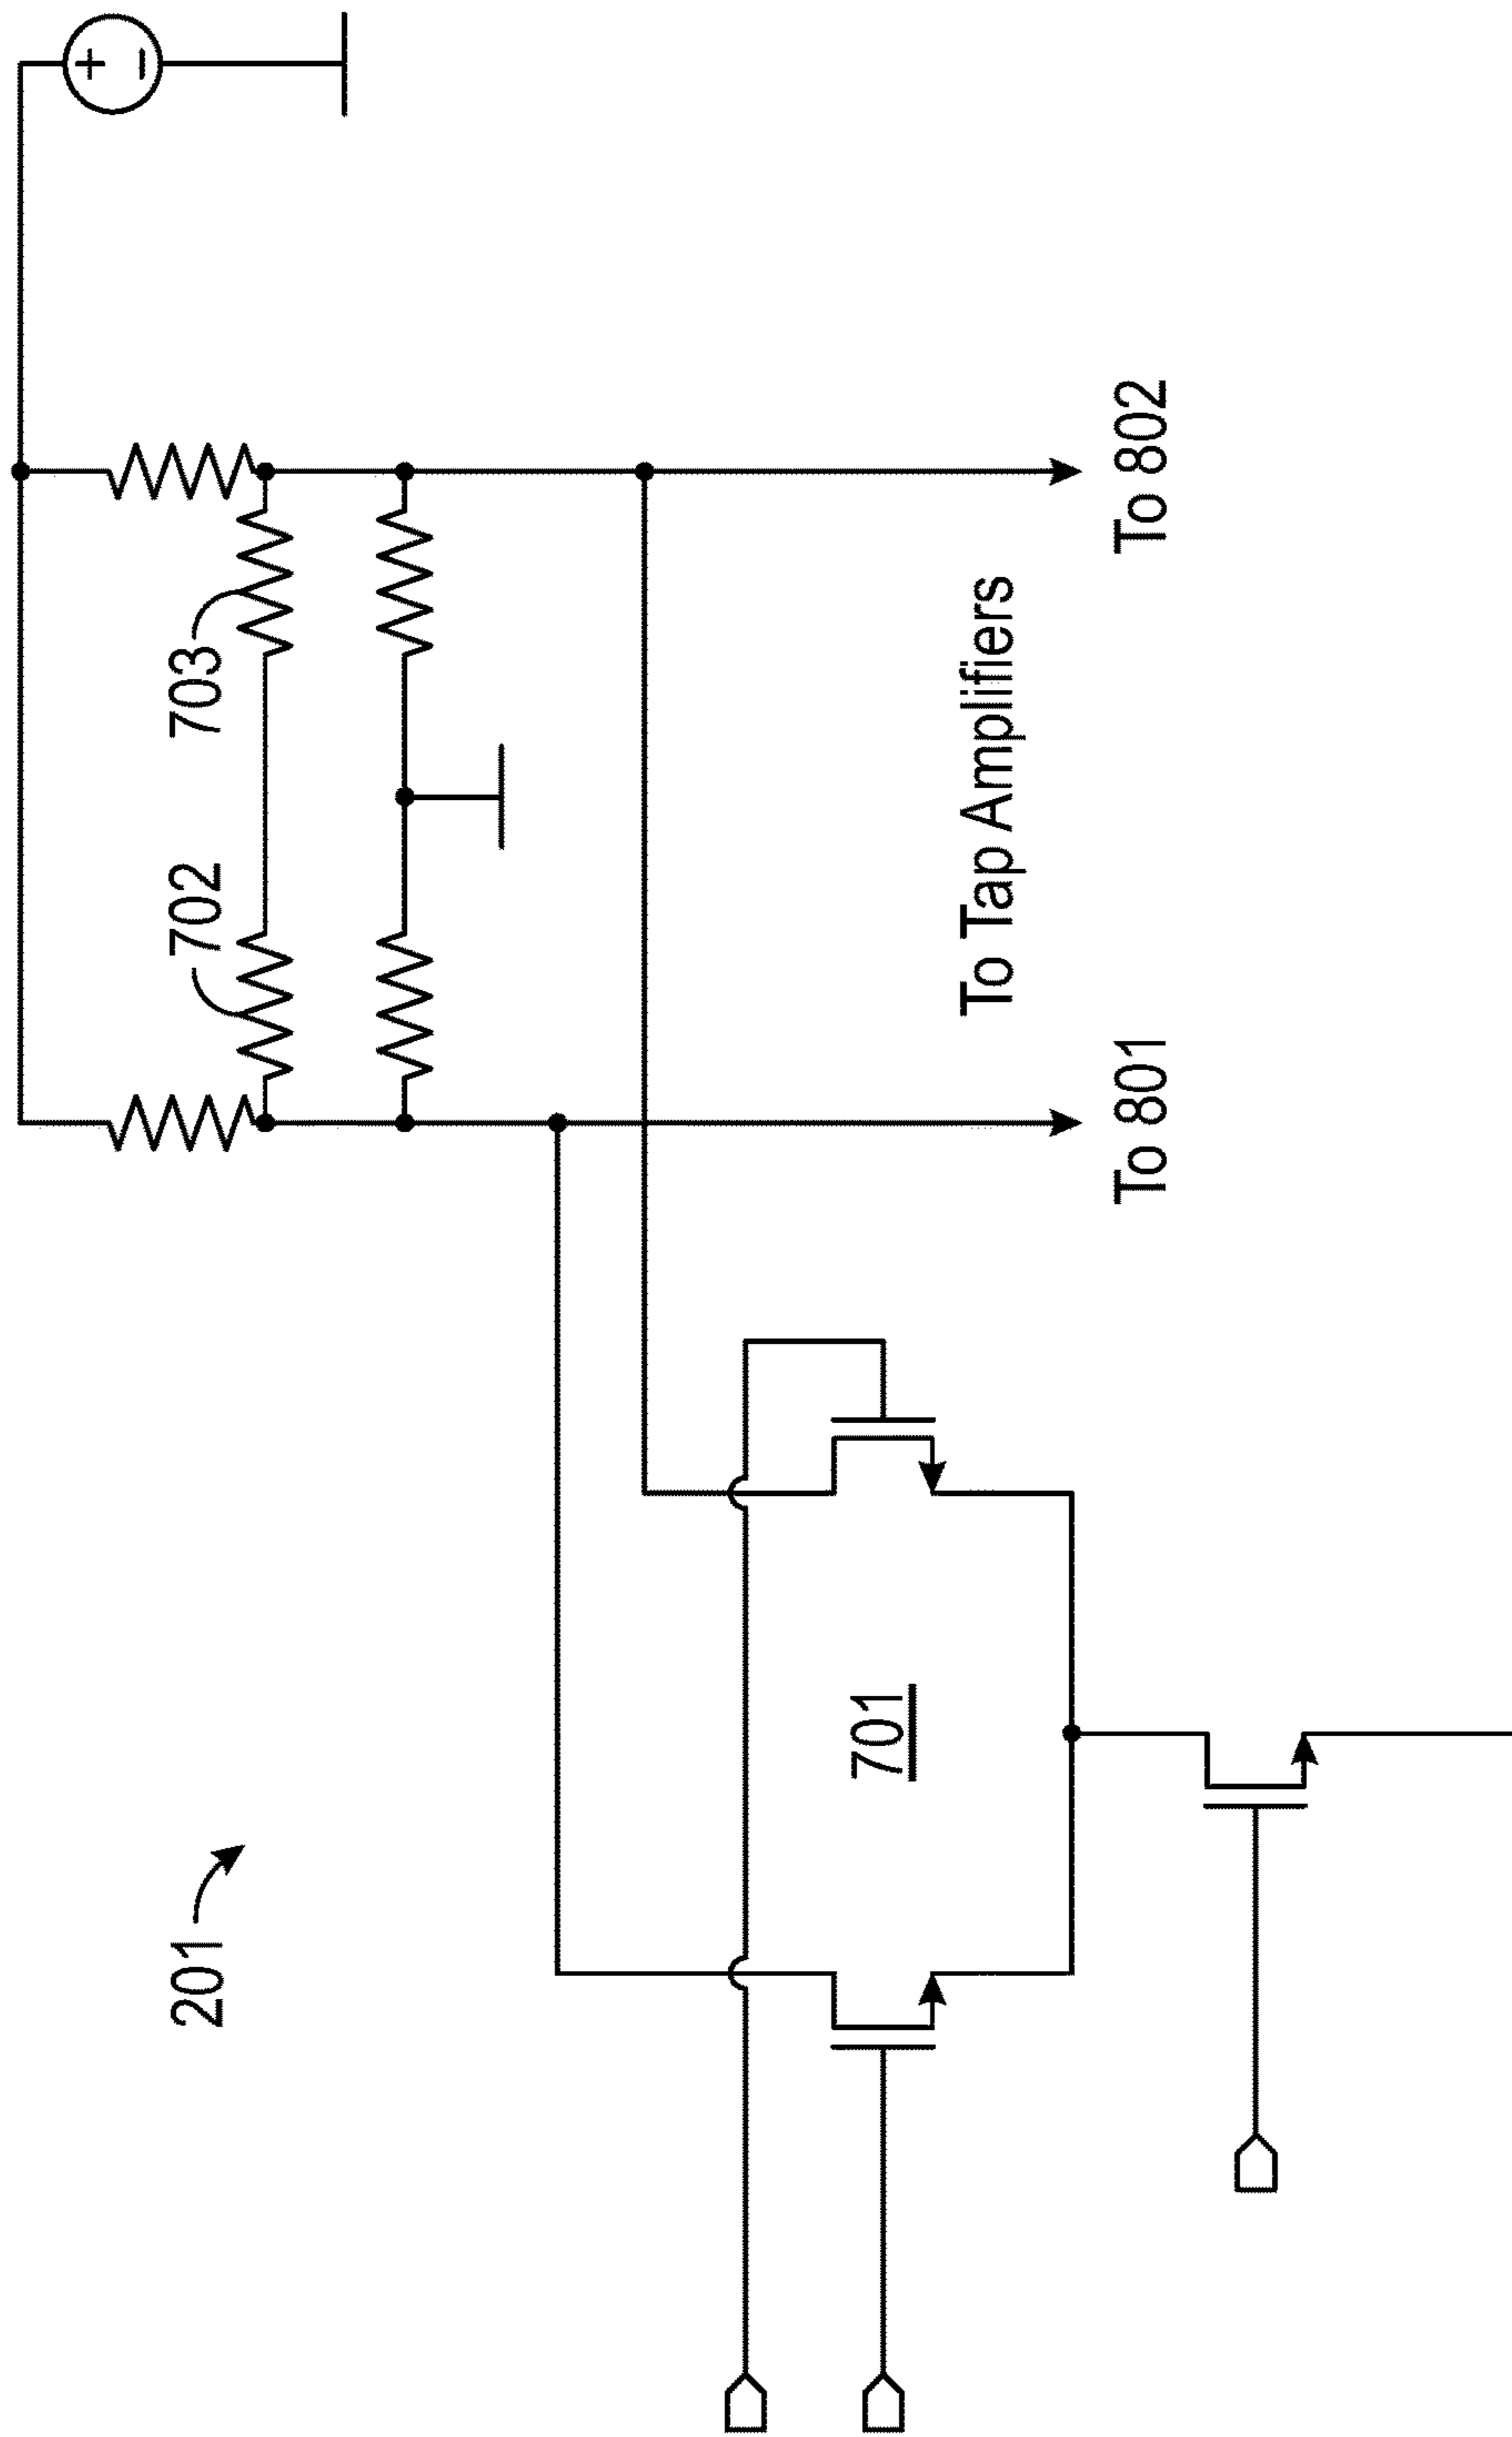 201
702
703
701
To Tap Amplifiers
To 801
To 802
+
−